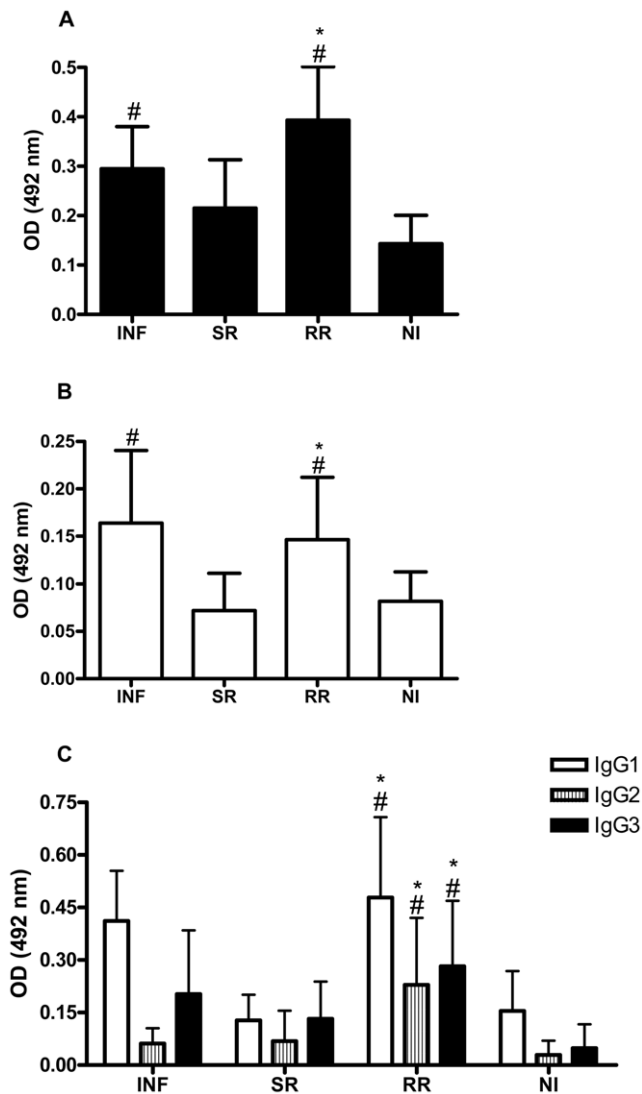 A
*
# #
0.5
0.4
0.3
0.2
0.1
0.0
OD (492 nm)
INF SR RR NI
B
# *
#
0.25
0.20
0.15
0.10
0.05
0.00
OD (492 nm)
INF SR RR NI
C
IgG1
IgG2
IgG3
* * *
# # #
0.75
0.60
0.45
0.30
0.15
0.00
OD (492 nm)
INF SR RR NI